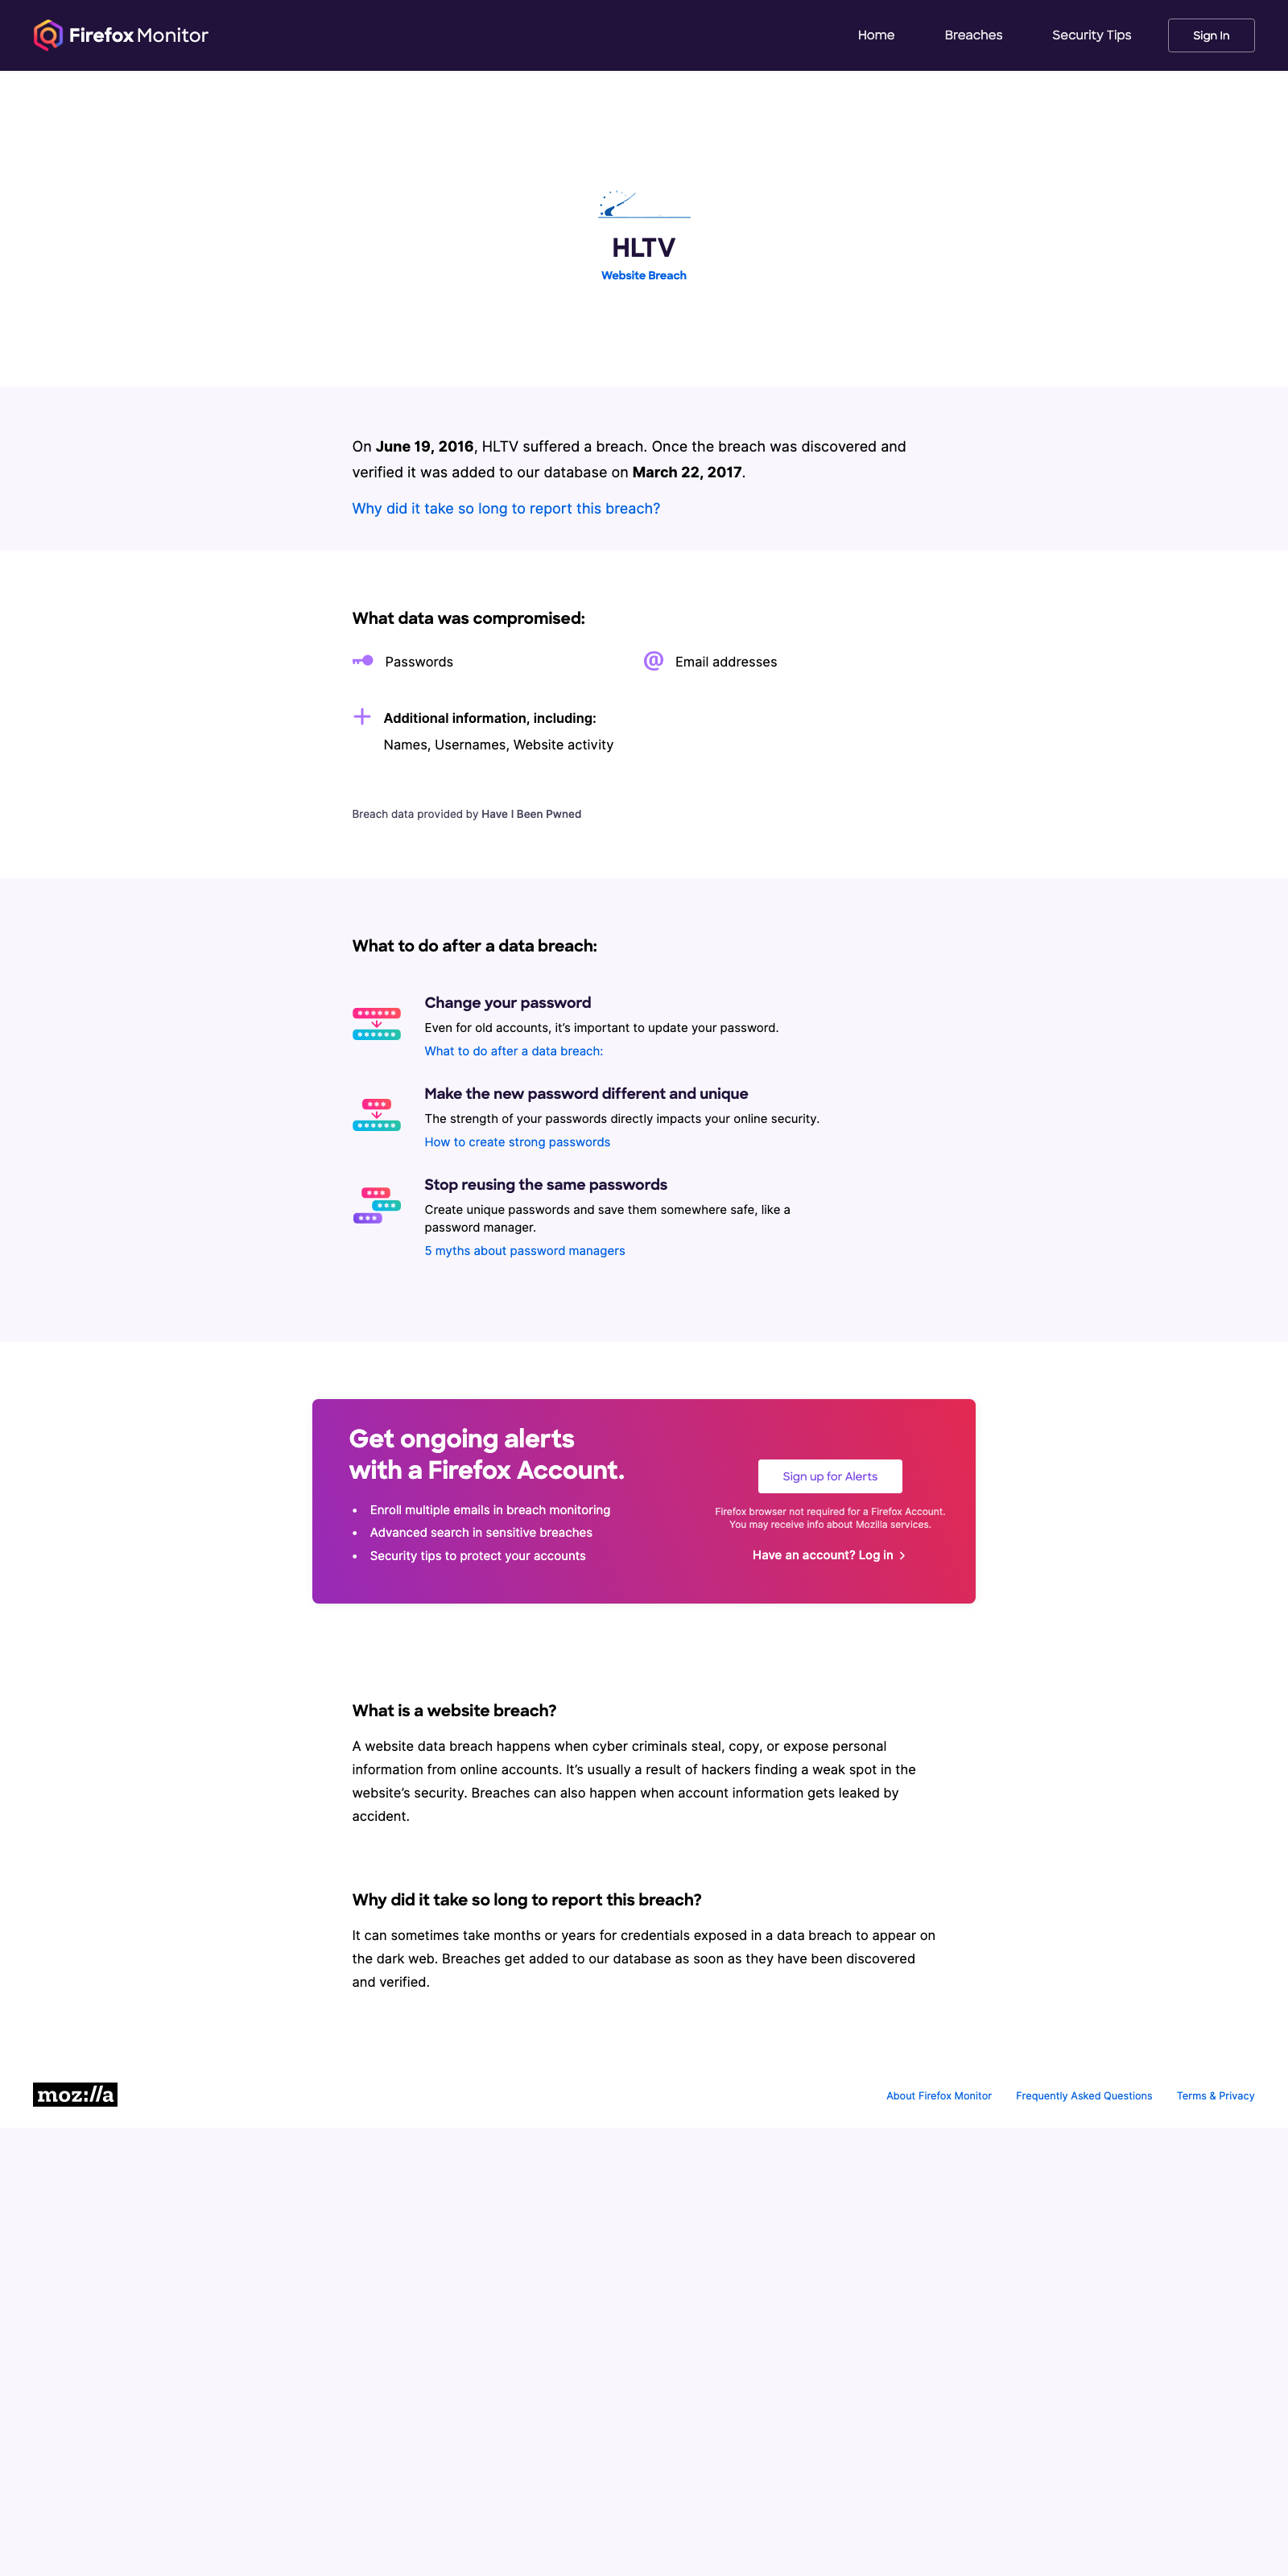 Firefox Monitor
Home
Breaches
Security Tips
Sign In
HLTV
Website Breach
On June 19, 2016, HLTV suffered a breach. Once the breach was discovered and
verified it was added to our database on March 22, 2017.
Why did it take so long to report this breach?
What data was compromised:
Passwords
@ Email addresses
Additional information, including:
Names, Usernames, Website activity
Breach data provided by Have I Been Pwned
What to do after a data breach:
Change your password
Even for old accounts, it’s important to update your password.
What to do after a data breach:
Make the new password different and unique
The strength of your passwords directly impacts your online security.
How to create strong passwords
Stop reusing the same passwords
Create unique passwords and save them somewhere safe, like a
password manager.
5 myths about password managers
Get ongoing alerts
with a Firefox Account.
• Enroll multiple emails in breach monitoring
• Advanced search in sensitive breaches
• Security tips to protect your accounts
Sign up for Alerts
Firefox browser not required for a Firefox Account.
You may receive info about Mozilla services.
Have an account? Log in
What is a website breach?
A website data breach happens when cyber criminals steal, copy, or expose personal
information from online accounts. It’s usually a result of hackers finding a weak spot in the
website’s security. Breaches can also happen when account information gets leaked by
accident.
Why did it take so long to report this breach?
It can sometimes take months or years for credentials exposed in a data breach to appear on
the dark web. Breaches get added to our database as soon as they have been discovered
and verified.
moz://a
About Firefox Monitor
Frequently Asked Questions
Terms & Privacy